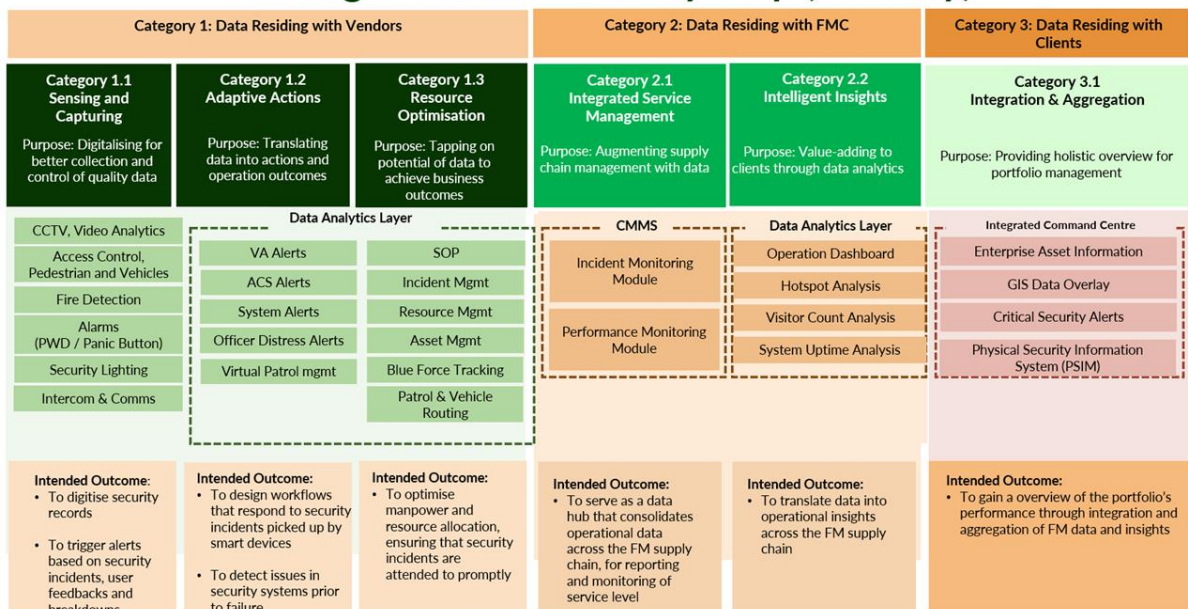 Category 1: Data Residing with Vendors
Category 2: Data Residing with FMC
Category 3: Data Residing with
Clients
Category 1.1
Sensing and
Capturing
Purpose: Digitalising for
better collection and
control of quality data
Category 1.2
Adaptive Actions
Purpose: Translating
data into actions and
operation outcomes
Category 1.3
Resource
Optimisation
Purpose: Tapping on
potential of data to
achieve business
outcomes
Category 2.1
Integrated Service
Management
Purpose: Augmenting supply
chain management with data
Category 2.2
Intelligent Insights
Purpose: Value-adding to
clients through data analytics
Category 3.1
Integration & Aggregation
Purpose: Providing holistic overview for
portfolio management
CCTV, Video Analytics
Access Control,
Pedestrian and Vehicles
Fire Detection
Alarms
(PWD / Panic Button)
Security Lighting
Intercom & Comms
Data Analytics Layer
VA Alerts
ACS Alerts
System Alerts
Officer Distress Alerts
Virtual Patrol mgmt
SOP
Incident Mgmt
Resource Mgmt
Asset Mgmt
Blue Force Tracking
Patrol & Vehicle
Routing
CMMS
Incident Monitoring
Module
Performance Monitoring
Module
Data Analytics Layer
Operation Dashboard
Hotspot Analysis
Visitor Count Analysis
System Uptime Analysis
Integrated Command Centre
Enterprise Asset Information
GIS Data Overlay
Critical Security Alerts
Physical Security Information
System (PSIM)
Intended Outcome:
• To digitise security
records
• To trigger alerts
based on security
incidents, user
feedbacks and
breakdowns
Intended Outcome:
• To design workflows
that respond to security
incidents picked up by
smart devices
• To detect issues in
security systems prior
to failure
Intended Outcome:
• To optimise
manpower and
resource allocation,
ensuring that security
incidents are
attended to promptly
Intended Outcome:
• To serve as a data
hub that consolidates
operational data
across the FM supply
chain, for reporting
and monitoring of
service level
Intended Outcome:
• To translate data into
operational insights
across the FM supply
chain
Intended Outcome:
• To gain a overview of the portfolio's
performance through integration and
aggregation of FM data and insights